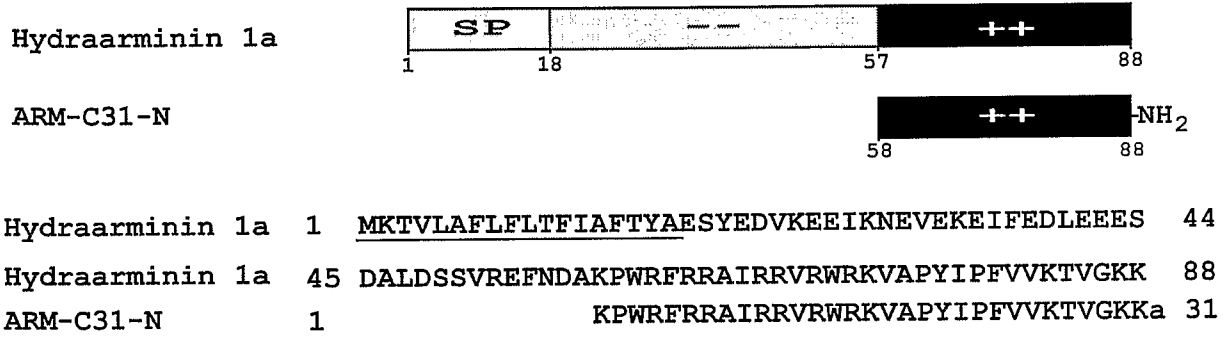 Hydraarminin 1a SP -- ++
1 18 57 88
ARM-C31-N ++ -NH2
58 88
Hydraarminin 1a 1 MKTVLAFLFLTFIAFTYAESYEDVKEEIKNEVEKEIFEDLEEES 44
Hydraarminin 1a 45 DALDSSVREFNDAKPWRFRRAIRRVRWRKVAPYIPFVVKTVGKK 88
ARM-C31-N 1 KPWRFRRAIRRVRWRKVAPYIPFVVKTVGKKa 31